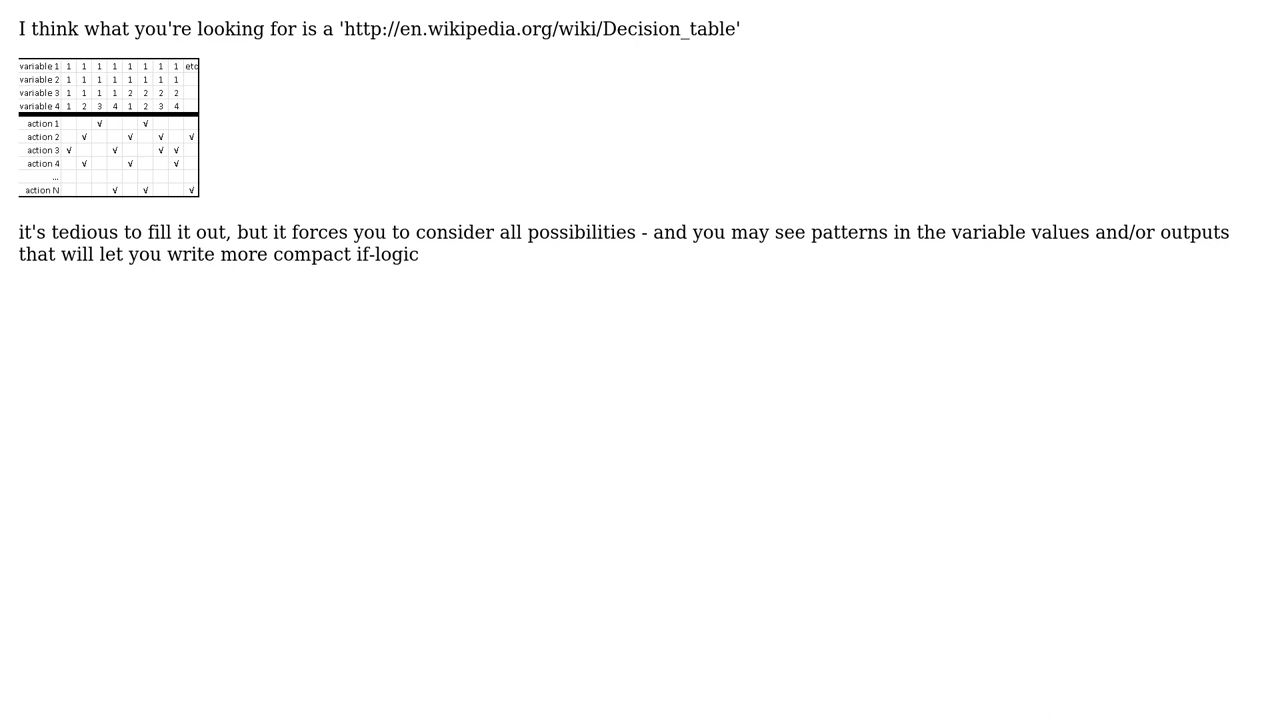 I think what you're looking for is a 'http://en.wikipedia.org/wiki/Decision_table'
variable 1 1 1 1 1 1 1 1 1 etc
variable 2 1 1 1 1 1 1 1 1
variable 3 1 1 1 1 2 2 2 2
variable 4 1 2 3 4 1 2 3 4
action 1 √ √
action 2 √ √ √ √
action 3 √ √ √ √
action 4 √ √ √
...
action N √ √ √
it's tedious to fill it out, but it forces you to consider all possibilities - and you may see patterns in the variable values and/or outputs
that will let you write more compact if-logic